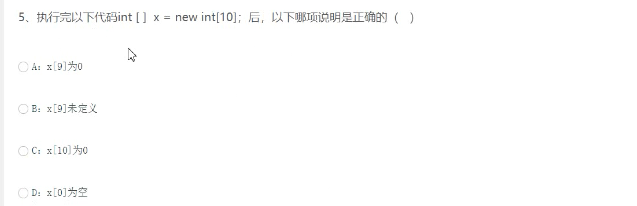 5、执行完以下代码int [ ]  x = new int[10]；后，以下哪项说明是正确的（　）
A：x[9]为0
B：x[9]未定义
C：x[10]为0
D：x[0]为空